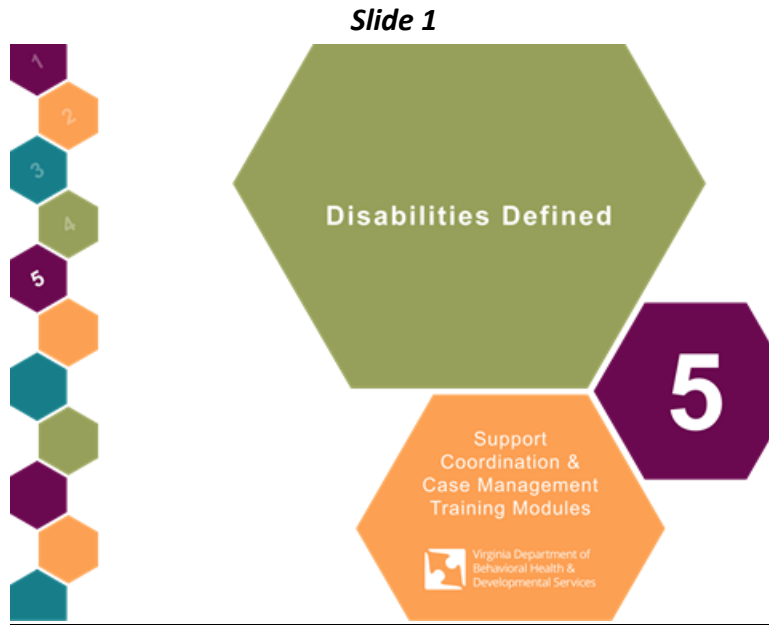 Slide 1
1
2
3
4
5
Disabilities Defined
5
Support
Coordination &
Case Management
Training Modules
Virginia Department of
Behavioral Health &
Developmental Services